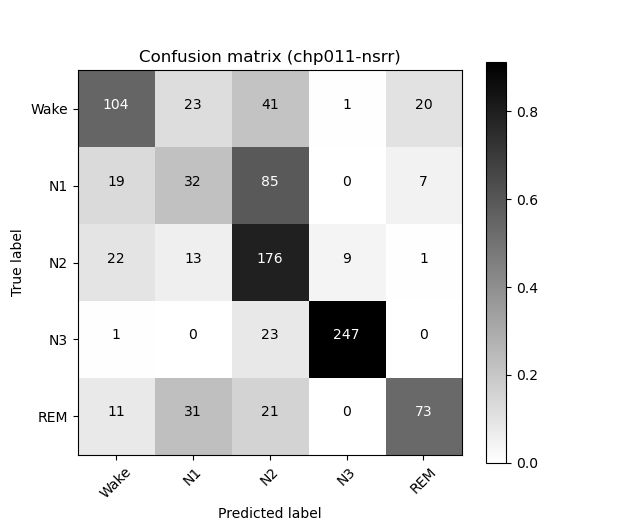 Confusion matrix (chp011-nsrr)
Wake 104 23 41 1 20
N1 19 32 85 0 7
N2 22 13 176 9 1
N3 1 0 23 247 0
REM 11 31 21 0 73
Wake N1 N2 N3 REM
True label
Predicted label
0.8
0.6
0.4
0.2
0.0